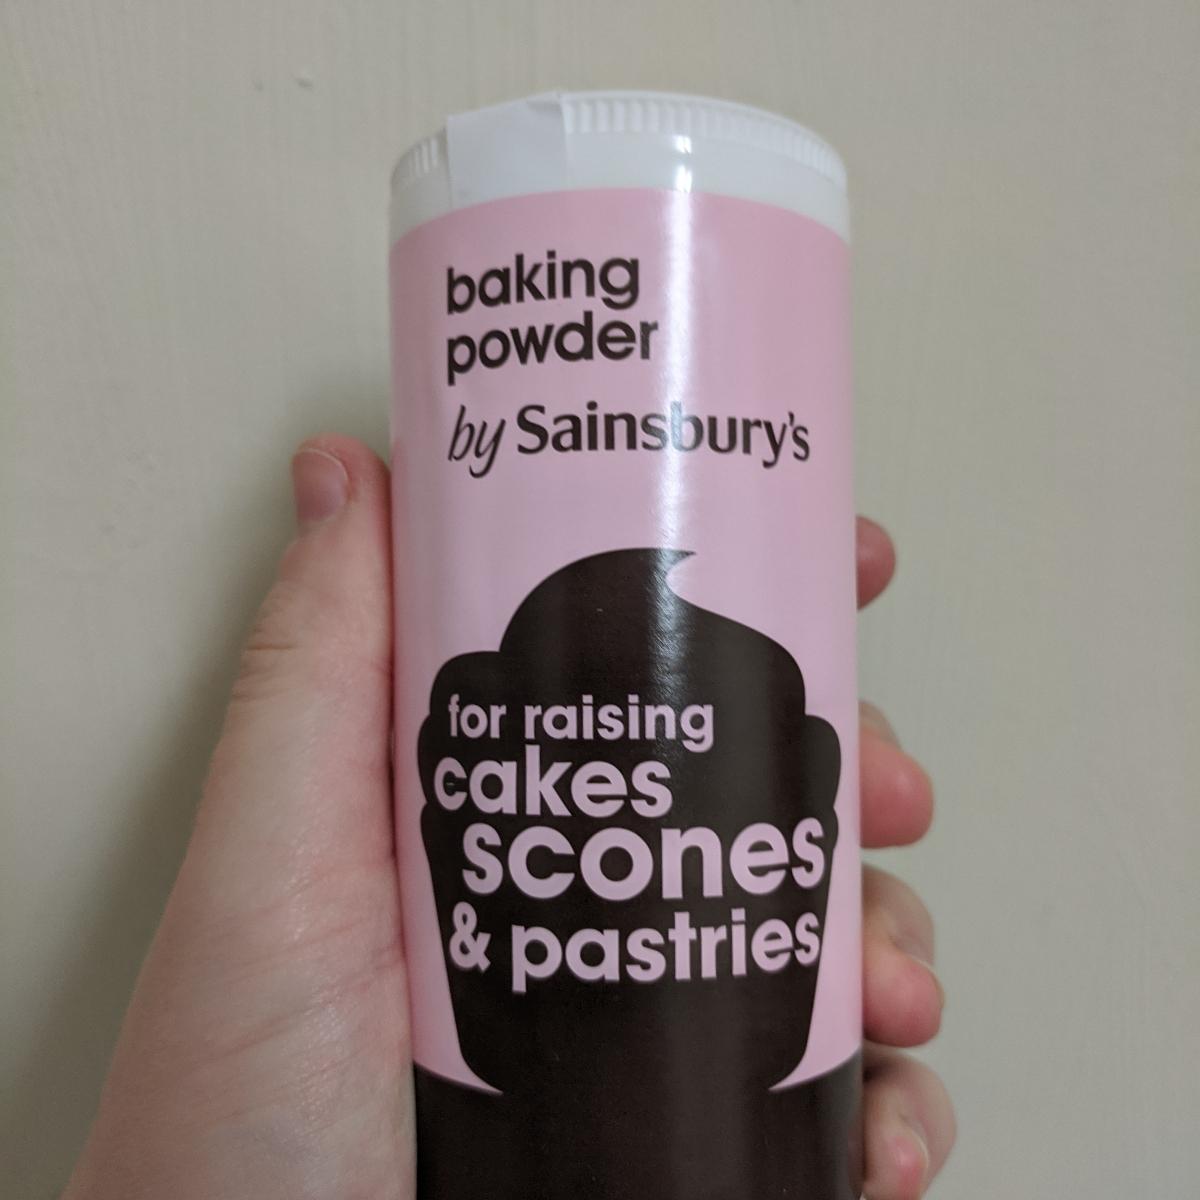 baking
powder
by Sainsbury's
for raising
cakes
scones
& pastries